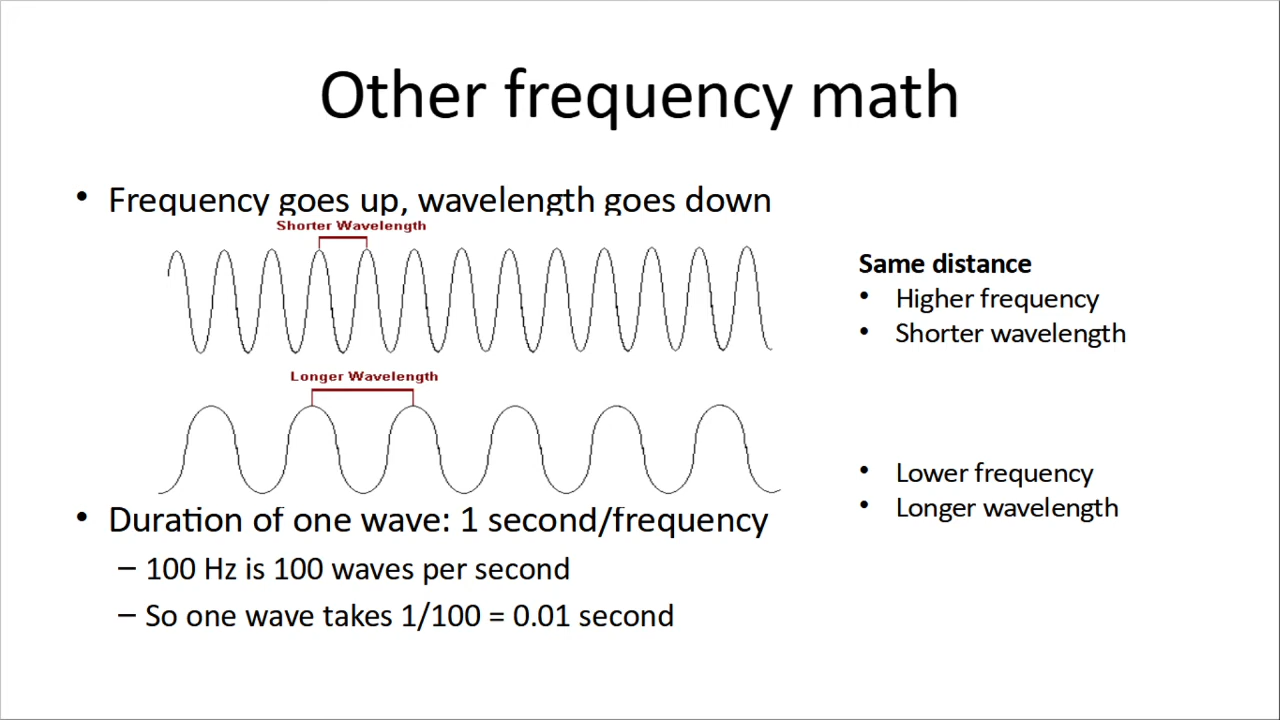 Other frequency math
• Frequency goes up, wavelength goes down
Shorter Wavelength
Same distance
• Higher frequency
• Shorter wavelength
Longer Wavelength
• Lower frequency
• Longer wavelength
• Duration of one wave: 1 second/frequency
– 100 Hz is 100 waves per second
– So one wave takes 1/100 = 0.01 second